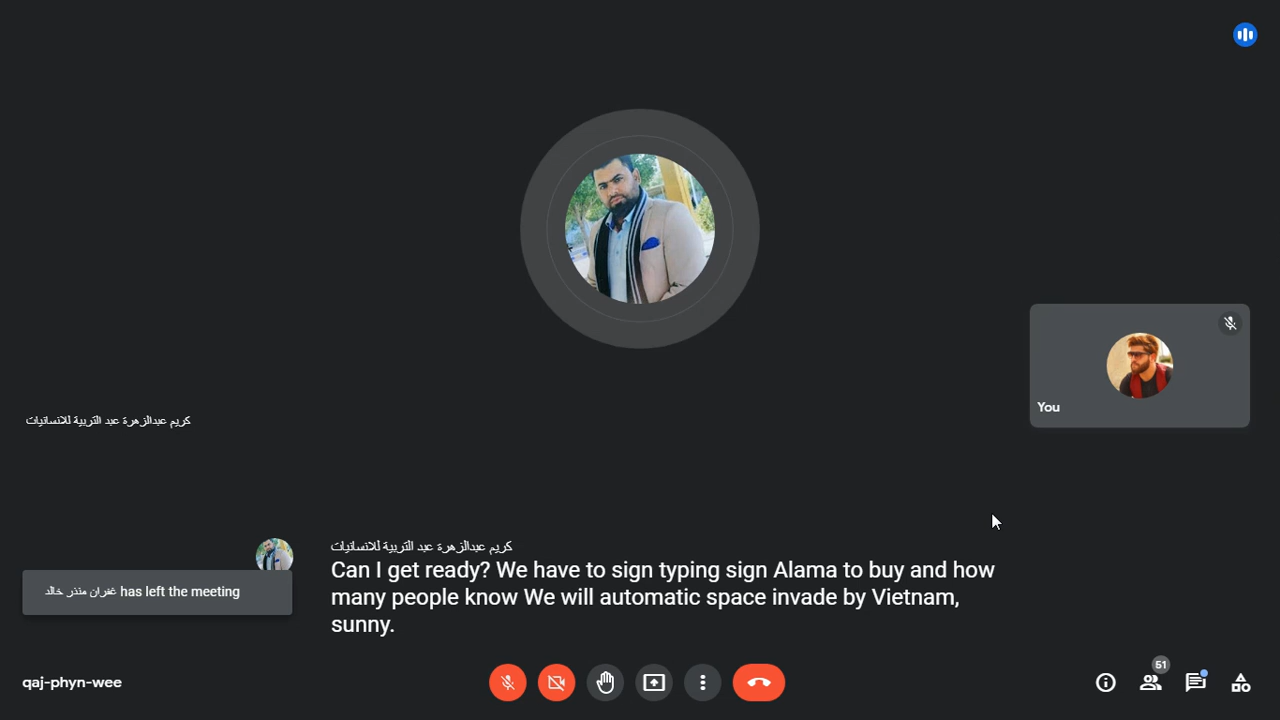 You
كريم عبدالزهرة عبد التربية للانسانيات
كريم عبدالزهرة عبد التربية للانسانيات
Can I get ready? We have to sign typing sign Alama to buy and how
many people know We will automatic space invade by Vietnam,
sunny.
غفران منذر خالد has left the meeting
qaj-phyn-wee
51